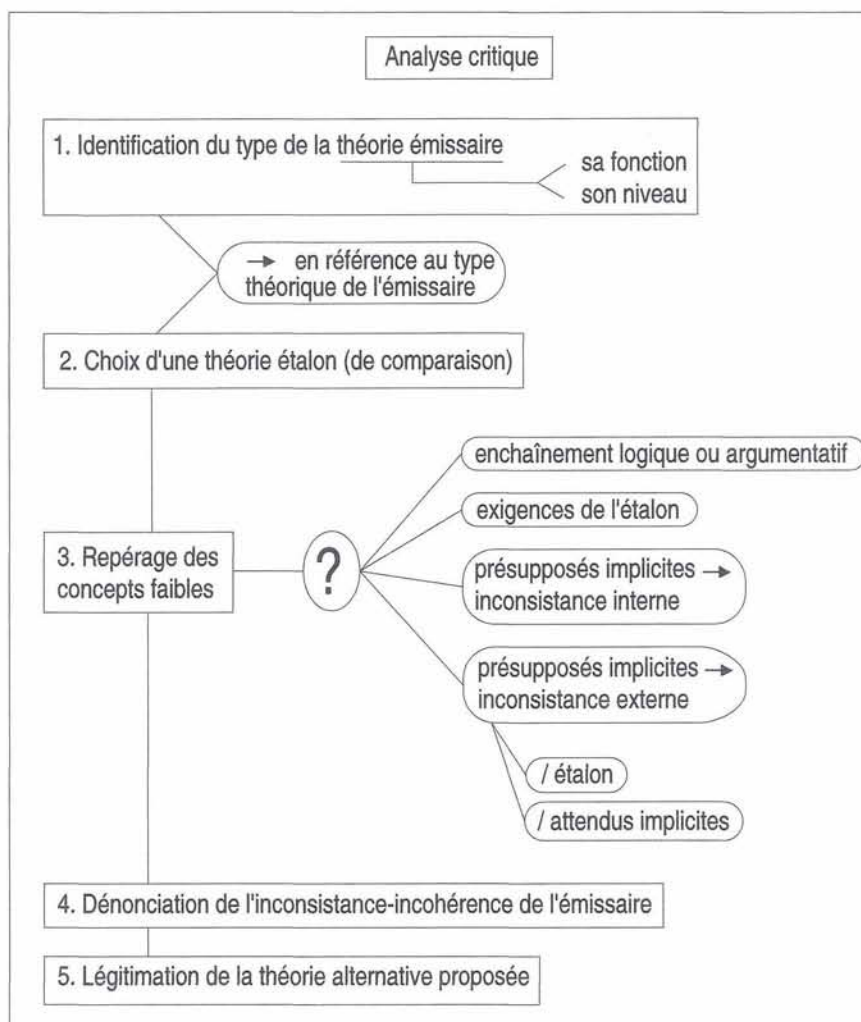 Analyse critique
1. Identification du type de la théorie émissaire
sa fonction
son niveau
→ en référence au type
théorique de l'émissaire
2. Choix d'une théorie étalon (de comparaison)
enchaînement logique ou argumentatif
exigences de l'étalon
3. Repérage des
concepts faibles
?
présupposés implicites →
inconsistance interne
présupposés implicites →
inconsistance externe
/ étalon
/ attendus implicites
4. Dénonciation de l'inconsistance-incohérence de l'émissaire
5. Légitimation de la théorie alternative proposée